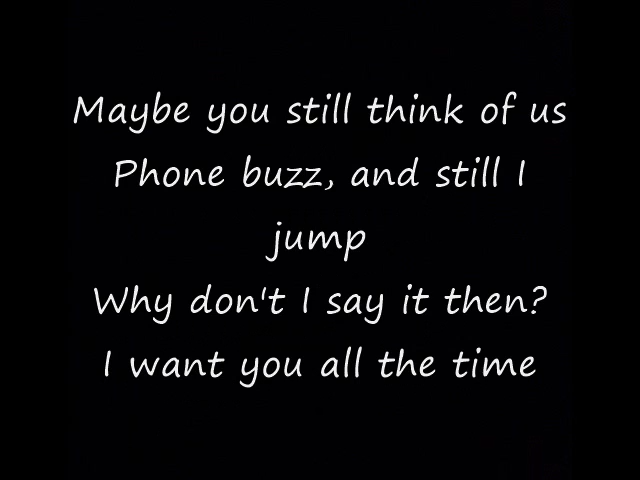 Maybe you still think of us
Phone buzz, and still I
jump
Why don't I say it then?
I want you all the time